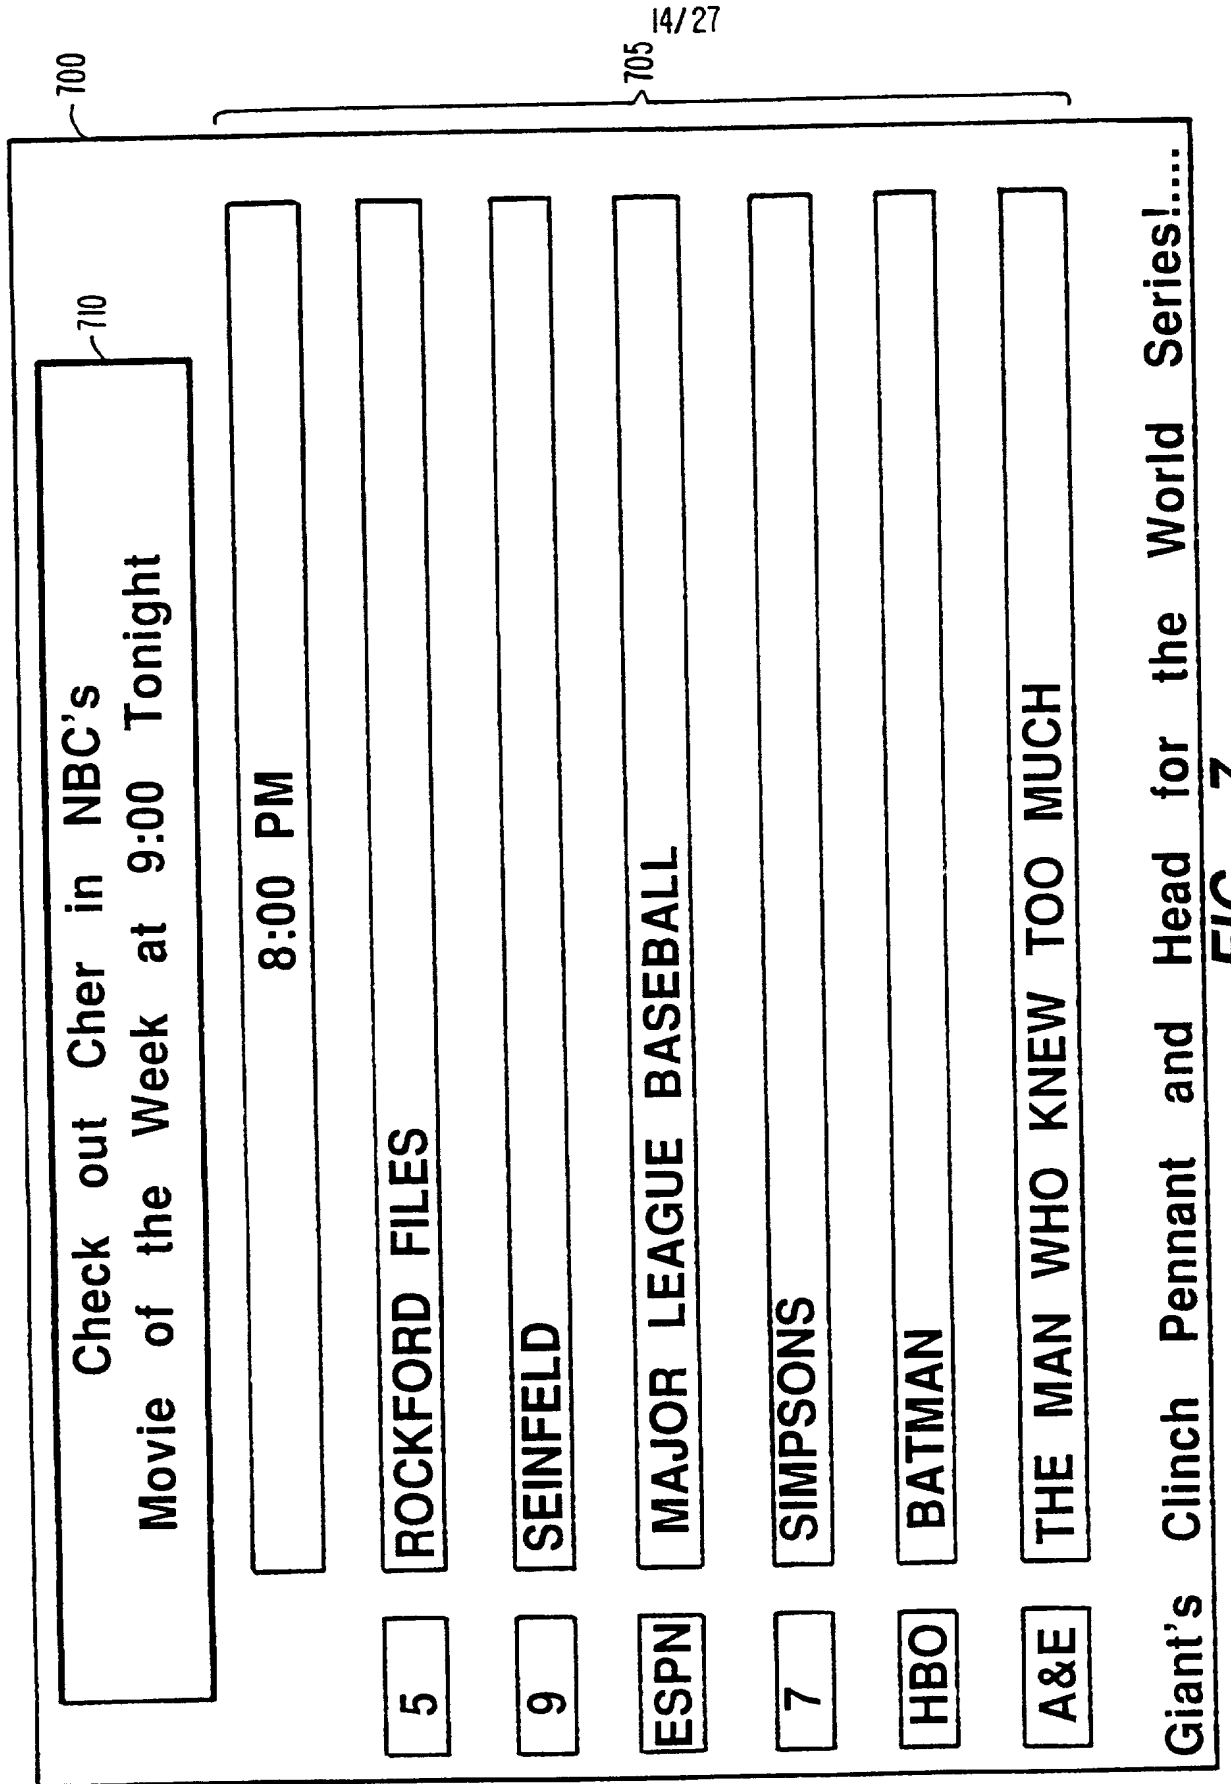 14/27
700
710
Check out Cher in NBC's
Movie of the Week at 9:00 Tonight
705
8:00 PM
5 ROCKFORD FILES
9 SEINFELD
ESPN MAJOR LEAGUE BASEBALL
7 SIMPSONS
HBO BATMAN
A&E THE MAN WHO KNEW TOO MUCH
Giant's Clinch Pennant and Head for the World Series!....
FIG. 7